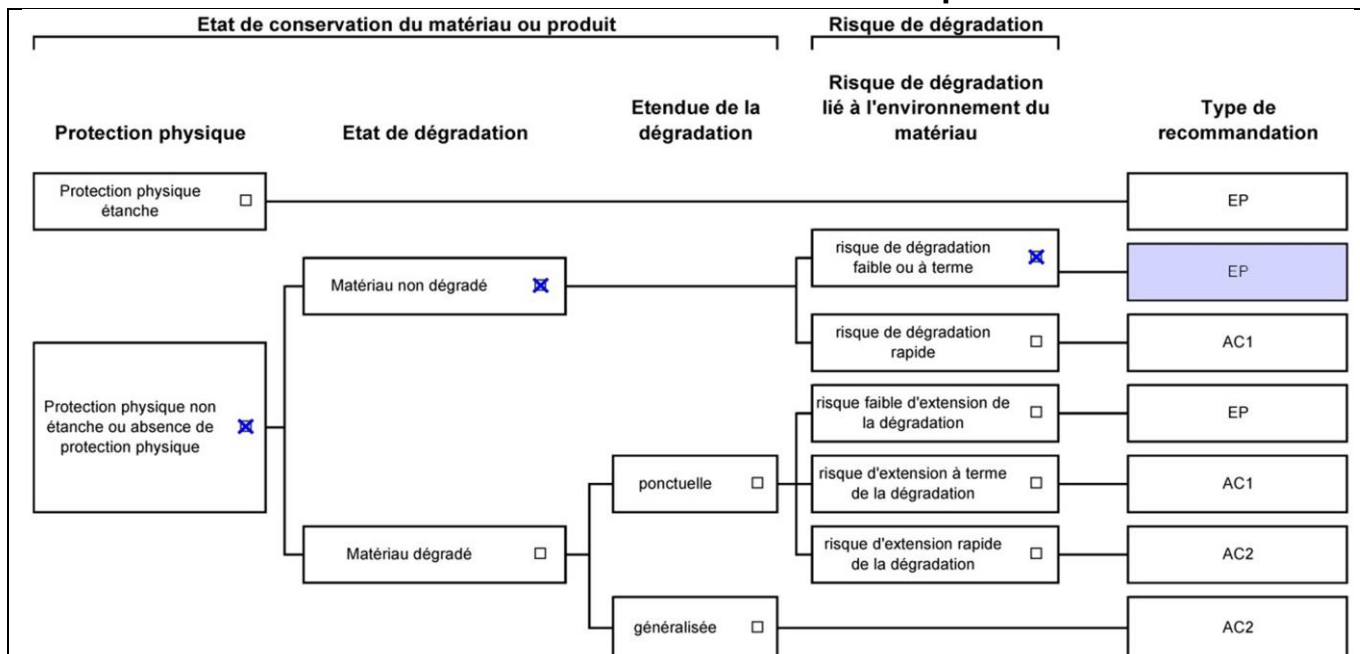 Etat de conservation du matériau ou produit
Risque de dégradation
Protection physique
Etat de dégradation
Etendue de la
dégradation
Risque de dégradation
lié à l'environnement du
matériau
Type de
recommandation
Protection physique
étanche
EP
risque de dégradation
faible ou à terme
EP
Matériau non dégradé
risque de dégradation
rapide
AC1
Protection physique non
étanche ou absence de
protection physique
risque faible d'extension de
la dégradation
EP
ponctuelle
risque d'extension à terme
de la dégradation
AC1
Matériau dégradé
risque d'extension rapide
de la dégradation
AC2
généralisée
AC2